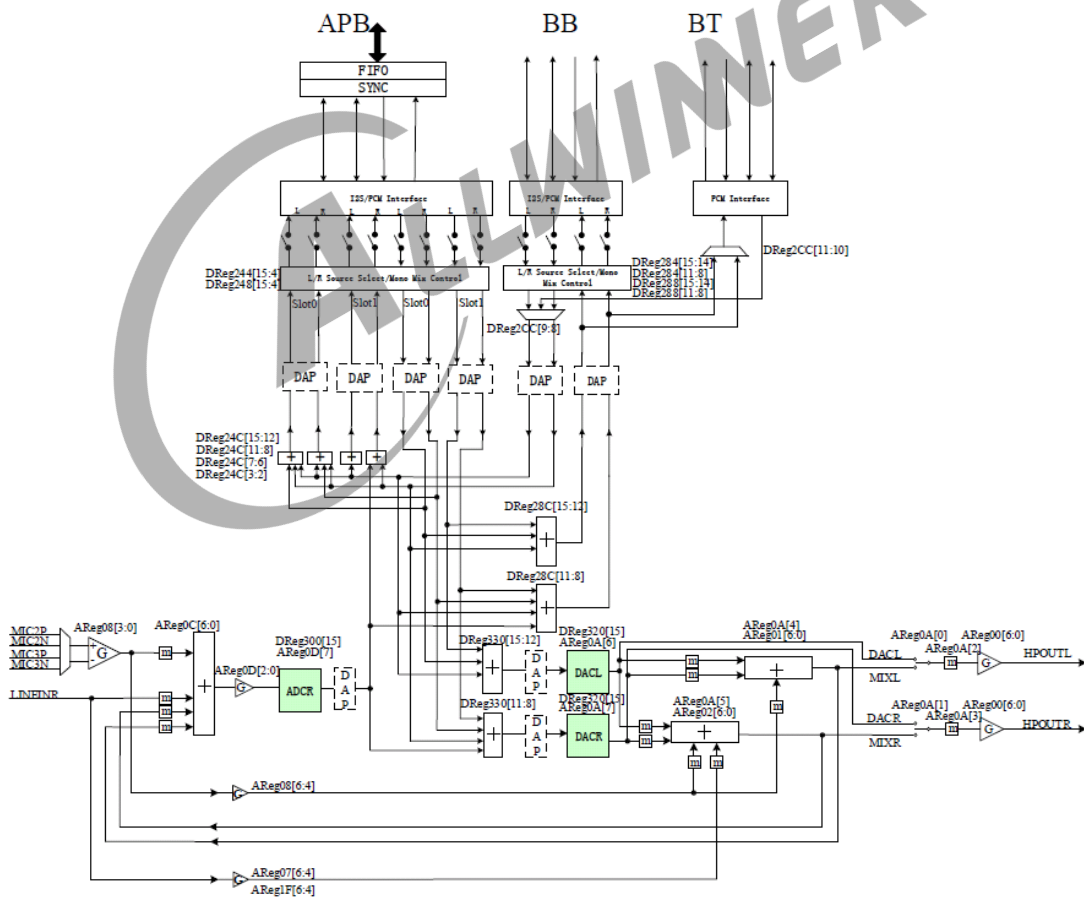 APB BB BT
ALLWINNER
FIFO
SYNC
I2S/PCM Interface
L R L R L R L R
I2S/PCM Interface
L R L R
PCM Interface
DReg2CC[11:10]
DReg244[15:4]
DReg248[15:4]
L/R Source Select/Mono Mix Control
L/R Source Select/Mono
Mix Control
DReg284[15:14]
DReg284[11:8]
DReg288[15:14]
DReg288[11:8]
Slot0 Slot1 Slot0 Slot1
DReg2CC[9:8]
DAP DAP DAP DAP DAP DAP
DReg24C[15:12]
DReg24C[11:8]
DReg24C[7:6]
DReg24C[3:2]
+ + + +
DReg28C[15:12]
+
DReg28C[11:8]
+
MIC2P
MIC2N
MIC3P
MIC3N
LINEINR
AReg08[3:0]
+
-
G
AReg0C[6:0]
m
m
m
m
+
AReg0D[2:0]
G
DReg300[15]
AReg0D[7]
ADCR
D
A
P
DReg330[15:12]
+
D
A
P
DReg320[15]
AReg0A[6]
DACL
DReg330[11:8]
+
D
A
P
DReg320[15]
AReg0A[7]
DACR
AReg0A[4]
AReg01[6:0]
m
m
+
m
AReg0A[5]
AReg02[6:0]
m
m
+
m m
DACL
MIXL
AReg0A[0]
AReg0A[2]
m
AReg00[6:0]
G
HPOUTL
DACR
MIXR
AReg0A[1]
AReg0A[3]
m
AReg00[6:0]
G
HPOUTR
G
AReg08[6:4]
G
AReg07[6:4]
AReg1F[6:4]